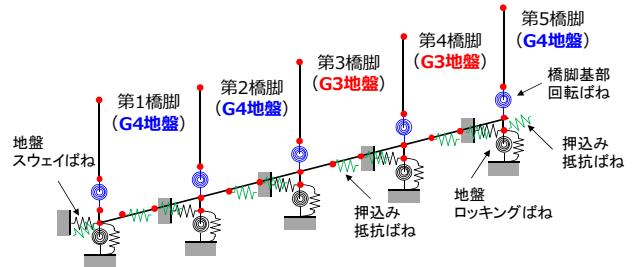 第1橋脚
（G4地盤）
第2橋脚
（G4地盤）
第3橋脚
（G3地盤）
第4橋脚
（G3地盤）
第5橋脚
（G4地盤）
橋脚基部
回転ばね
地盤
スウェイばね
押込み
抵抗ばね
押込み
抵抗ばね
地盤
ロッキングばね